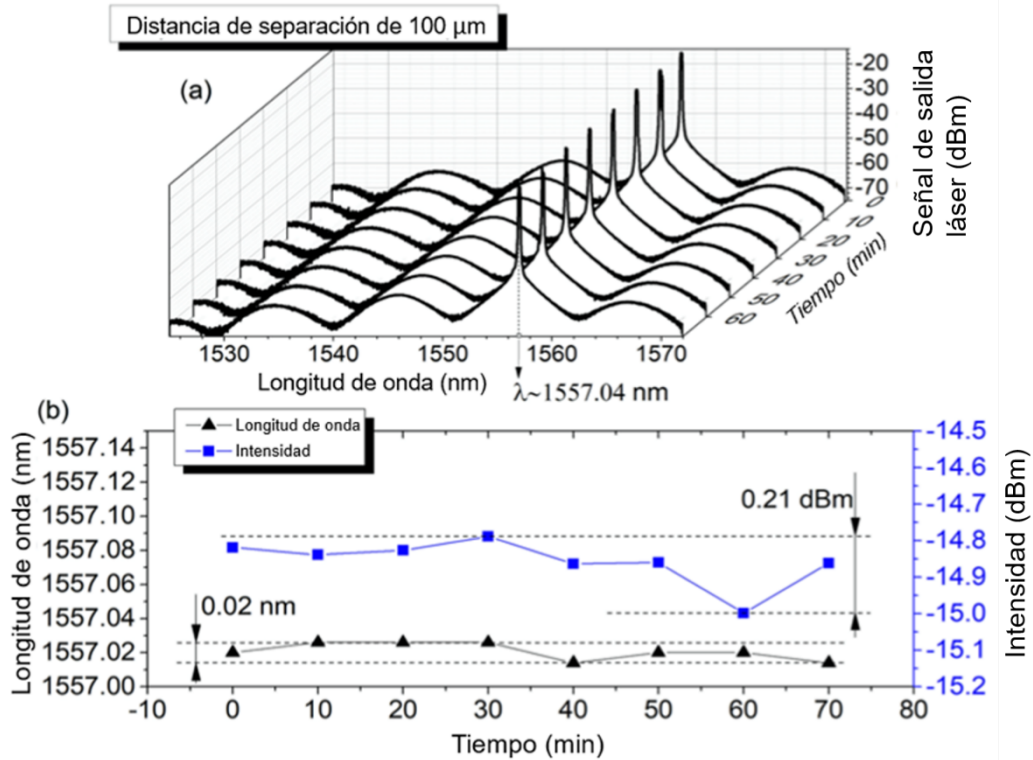 Distancia de separación de 100 µm
(a)
-20
-30
-40
-50
-60
-70
Señal de salida
láser (dBm)
0
10
20
30
40
50
60
Tiempo (min)
1530
1540
1550
1560
1570
Longitud de onda (nm)
λ~1557.04 nm
(b)
Longitud de onda
Intensidad
1557.14
1557.12
1557.10
1557.08
1557.06
1557.04
1557.02
1557.00
Longitud de onda (nm)
0.21 dBm
0.02 nm
-14.5
-14.6
-14.7
-14.8
-14.9
-15.0
-15.1
-15.2
Intensidad (dBm)
-10
0
10
20
30
40
50
60
70
80
Tiempo (min)